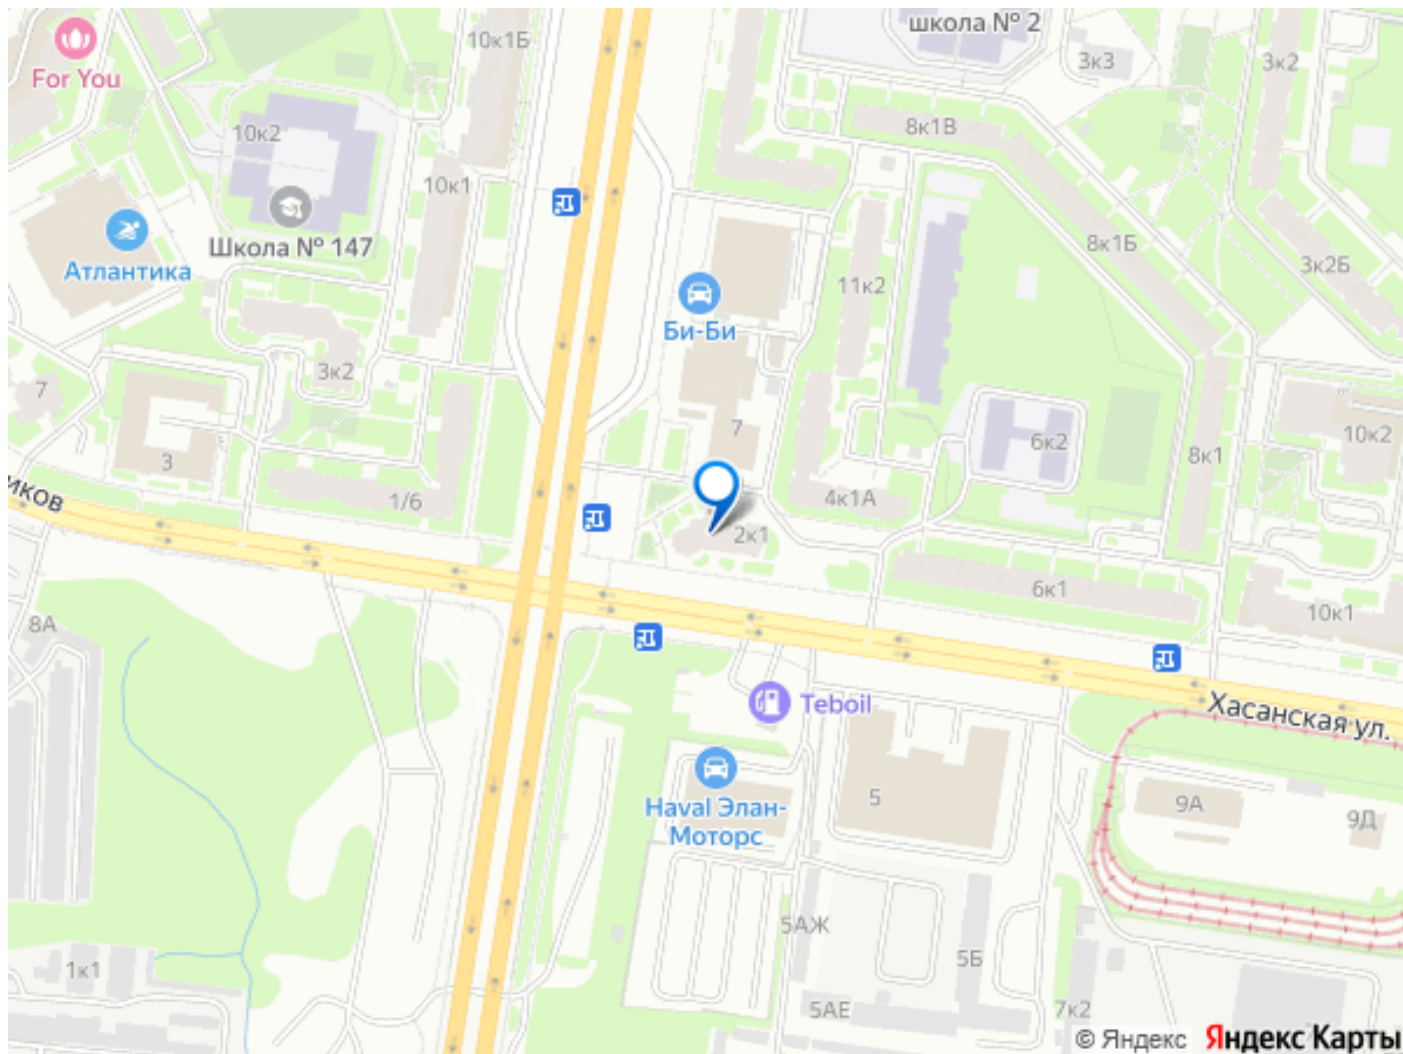 школа № 2
For You
10к1Б
3к3
3к2
10к2
8к1В
10к1
Школа № 147
Атлантика
8к1Б
3к2Б
11к2
Би-Би
3к2
7
7
10к2
6к2
8к1
3
1/6
4к1А
иков
2к1
6к1
10к1
8А
Teboil
Хасанская ул.
Haval Элан-
Моторс
5
9А
9Д
5АЖ
5Б
1к1
5АЕ
7к2
© Яндекс Яндекс Карты